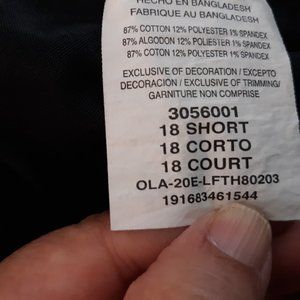 HECHO EN BANGLADESH
FABRIQUE AU BANGLADESH
87% COTTON 12% POLYESTER 1% SPANDEX
87% ALGODON 12% POLIESTER 1% SPANDEX
87% COTON 12% POLYESTER 1% SPANDEX
EXCLUSIVE OF DECORATION / EXCEPTO
DECORACIÓN / EXCLUSIVE OF TRIMMING/
GARNITURE NON COMPRISE
3056001
18 SHORT
18 CORTO
18 COURT
OLA-20E-LFTH80203
191683461544